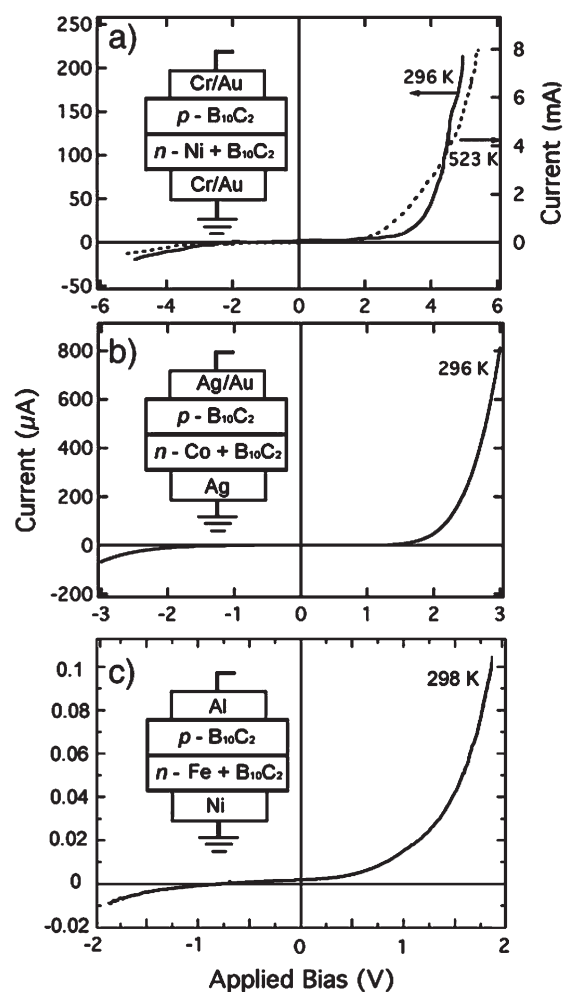 a)
250
200
150
100
50
0
-50
Cr/Au
p - B₁₀C₂
n - Ni + B₁₀C₂
Cr/Au
296 K
523 K
8
6
4
2
0
Current (mA)
-6 -4 -2 0 2 4 6
b)
800
600
400
200
0
-200
Current (µA)
Ag/Au
p - B₁₀C₂
n - Co + B₁₀C₂
Ag
296 K
-3 -2 -1 0 1 2 3
c)
0.1
0.08
0.06
0.04
0.02
0
-0.02
Al
p - B₁₀C₂
n - Fe + B₁₀C₂
Ni
298 K
-2 -1 0 1 2
Applied Bias (V)